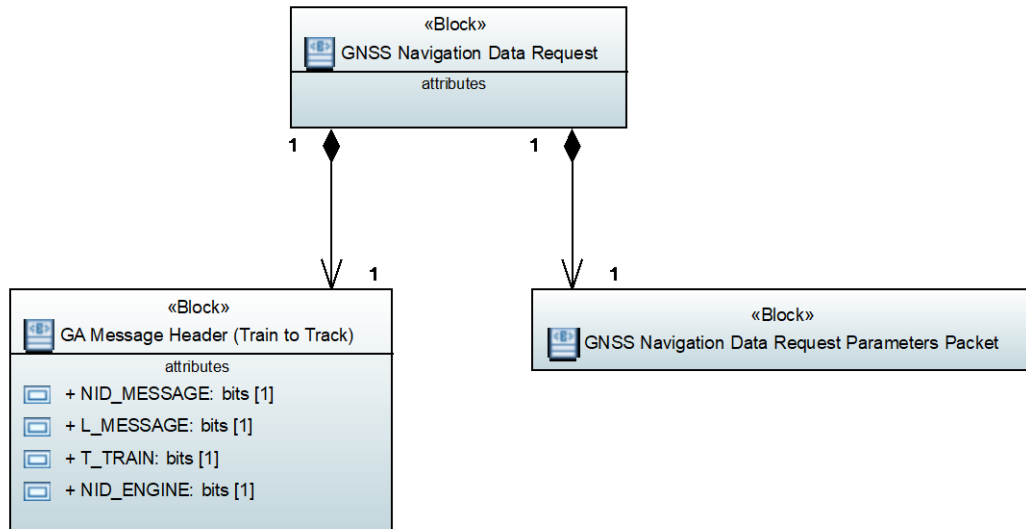 «Block»
GNSS Navigation Data Request
attributes
1
1
1
1
«Block»
GA Message Header (Train to Track)
attributes
+ NID_MESSAGE: bits [1]
+ L_MESSAGE: bits [1]
+ T_TRAIN: bits [1]
+ NID_ENGINE: bits [1]
«Block»
GNSS Navigation Data Request Parameters Packet